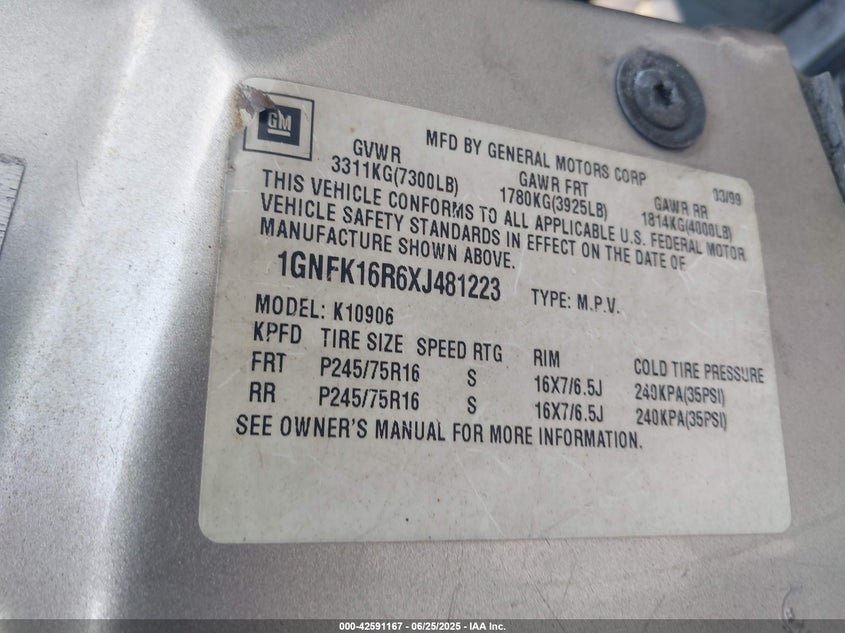 GM
MFD BY GENERAL MOTORS CORP 03/99
GVWR GAWR FRT GAWR RR
3311KG(7300LB) 1780KG(3925LB) 1814KG(4000LB)
THIS VEHICLE CONFORMS TO ALL APPLICABLE U.S. FEDERAL MOTOR
VEHICLE SAFETY STANDARDS IN EFFECT ON THE DATE OF
MANUFACTURE SHOWN ABOVE.
1GNFK16R6XJ481223 TYPE: M.P.V.
MODEL: K10906
KPFD TIRE SIZE SPEED RTG RIM COLD TIRE PRESSURE
FRT P245/75R16 S 16X7/6.5J 240KPA(35PSI)
RR P245/75R16 S 16X7/6.5J 240KPA(35PSI)
SEE OWNER'S MANUAL FOR MORE INFORMATION.
000-42591167 - 06/25/2025 - IAA Inc.